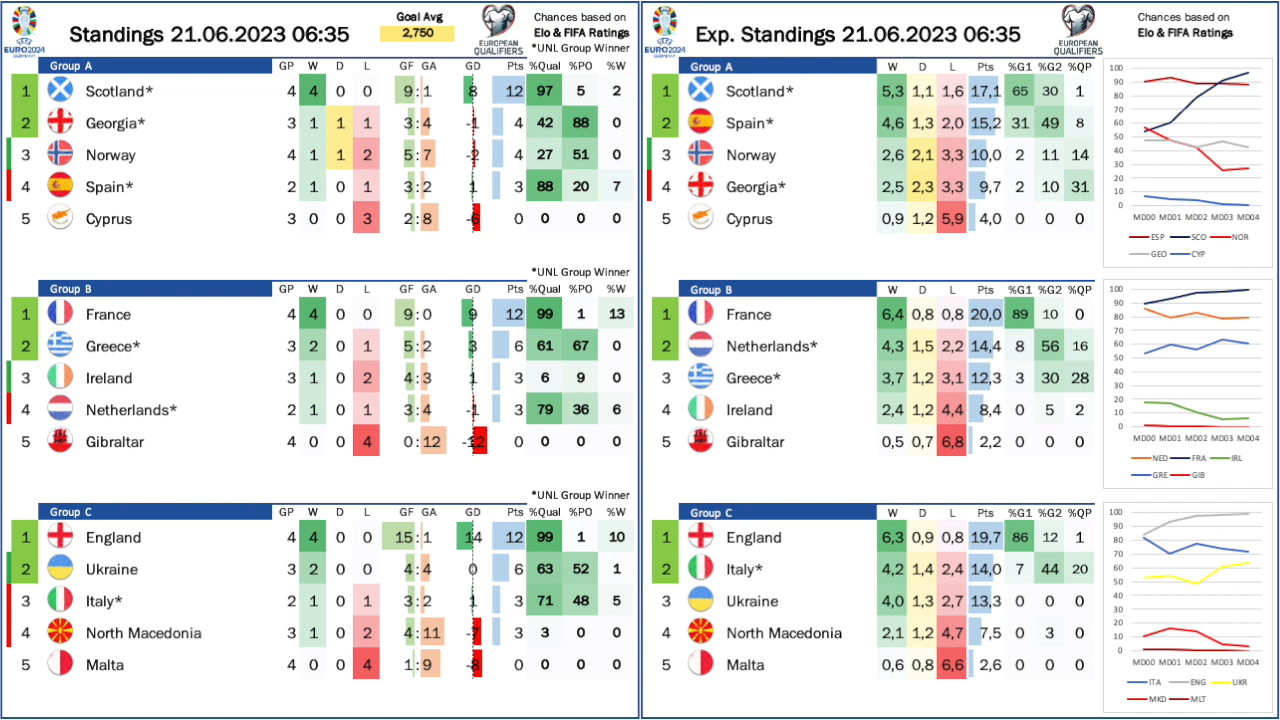 EURO2024
GERMANY
Standings 21.06.2023 06:35
Goal Avg
2,750
EUROPEAN
QUALIFIERS
Chances based on
Elo & FIFA Ratings
*UNL Group Winner
Group A GP W D L GF GA GD Pts %Qual %PO %W
1 Scotland* 4 4 0 0 9:1 8 12 97 5 2
2 Georgia* 3 1 1 1 3:4 -1 4 42 88 0
3 Norway 4 1 1 2 5:7 -2 4 27 51 0
4 Spain* 2 1 0 1 3:2 1 3 88 20 7
5 Cyprus 3 0 0 3 2:8 -6 0 0 0 0
*UNL Group Winner
Group B GP W D L GF GA GD Pts %Qual %PO %W
1 France 4 4 0 0 9:0 9 12 99 1 13
2 Greece* 3 2 0 1 5:2 3 6 61 67 0
3 Ireland 3 1 0 2 4:3 1 3 6 9 0
4 Netherlands* 2 1 0 1 3:4 -1 3 79 36 6
5 Gibraltar 4 0 0 4 0:12 -12 0 0 0 0
*UNL Group Winner
Group C GP W D L GF GA GD Pts %Qual %PO %W
1 England 4 4 0 0 15:1 14 12 99 1 10
2 Ukraine 3 2 0 1 4:4 0 6 63 52 1
3 Italy* 2 1 0 1 3:2 1 3 71 48 5
4 North Macedonia 3 1 0 2 4:11 -7 3 3 0 0
5 Malta 4 0 0 4 1:9 -8 0 0 0 0
EURO2024
GERMANY
Exp. Standings 21.06.2023 06:35
EUROPEAN
QUALIFIERS
Chances based on
Elo & FIFA Ratings
Group A W D L Pts %G1 %G2 %QP
1 Scotland* 5,3 1,1 1,6 17,1 65 30 1
2 Spain* 4,6 1,3 2,0 15,2 31 49 8
3 Norway 2,6 2,1 3,3 10,0 2 11 14
4 Georgia* 2,5 2,3 3,3 9,7 2 10 31
5 Cyprus 0,9 1,2 5,9 4,0 0 0 0
100
90
80
70
60
50
40
30
20
10
0
MD00 MD01 MD02 MD03 MD04
ESP SCO NOR
GEO CYP
Group B W D L Pts %G1 %G2 %QP
1 France 6,4 0,8 0,8 20,0 89 10 0
2 Netherlands* 4,3 1,5 2,2 14,4 8 56 16
3 Greece* 3,7 1,2 3,1 12,3 3 30 28
4 Ireland 2,4 1,2 4,4 8,4 0 5 2
5 Gibraltar 0,5 0,7 6,8 2,2 0 0 0
100
90
80
70
60
50
40
30
20
10
0
MD00 MD01 MD02 MD03 MD04
NED FRA IRL
GRE GIB
Group C W D L Pts %G1 %G2 %QP
1 England 6,3 0,9 0,8 19,7 86 12 1
2 Italy* 4,2 1,4 2,4 14,0 7 44 20
3 Ukraine 4,0 1,3 2,7 13,3 0 0 0
4 North Macedonia 2,1 1,2 4,7 7,5 0 3 0
5 Malta 0,6 0,8 6,6 2,6 0 0 0
100
90
80
70
60
50
40
30
20
10
0
MD00 MD01 MD02 MD03 MD04
ITA ENG UKR
MKD MLT